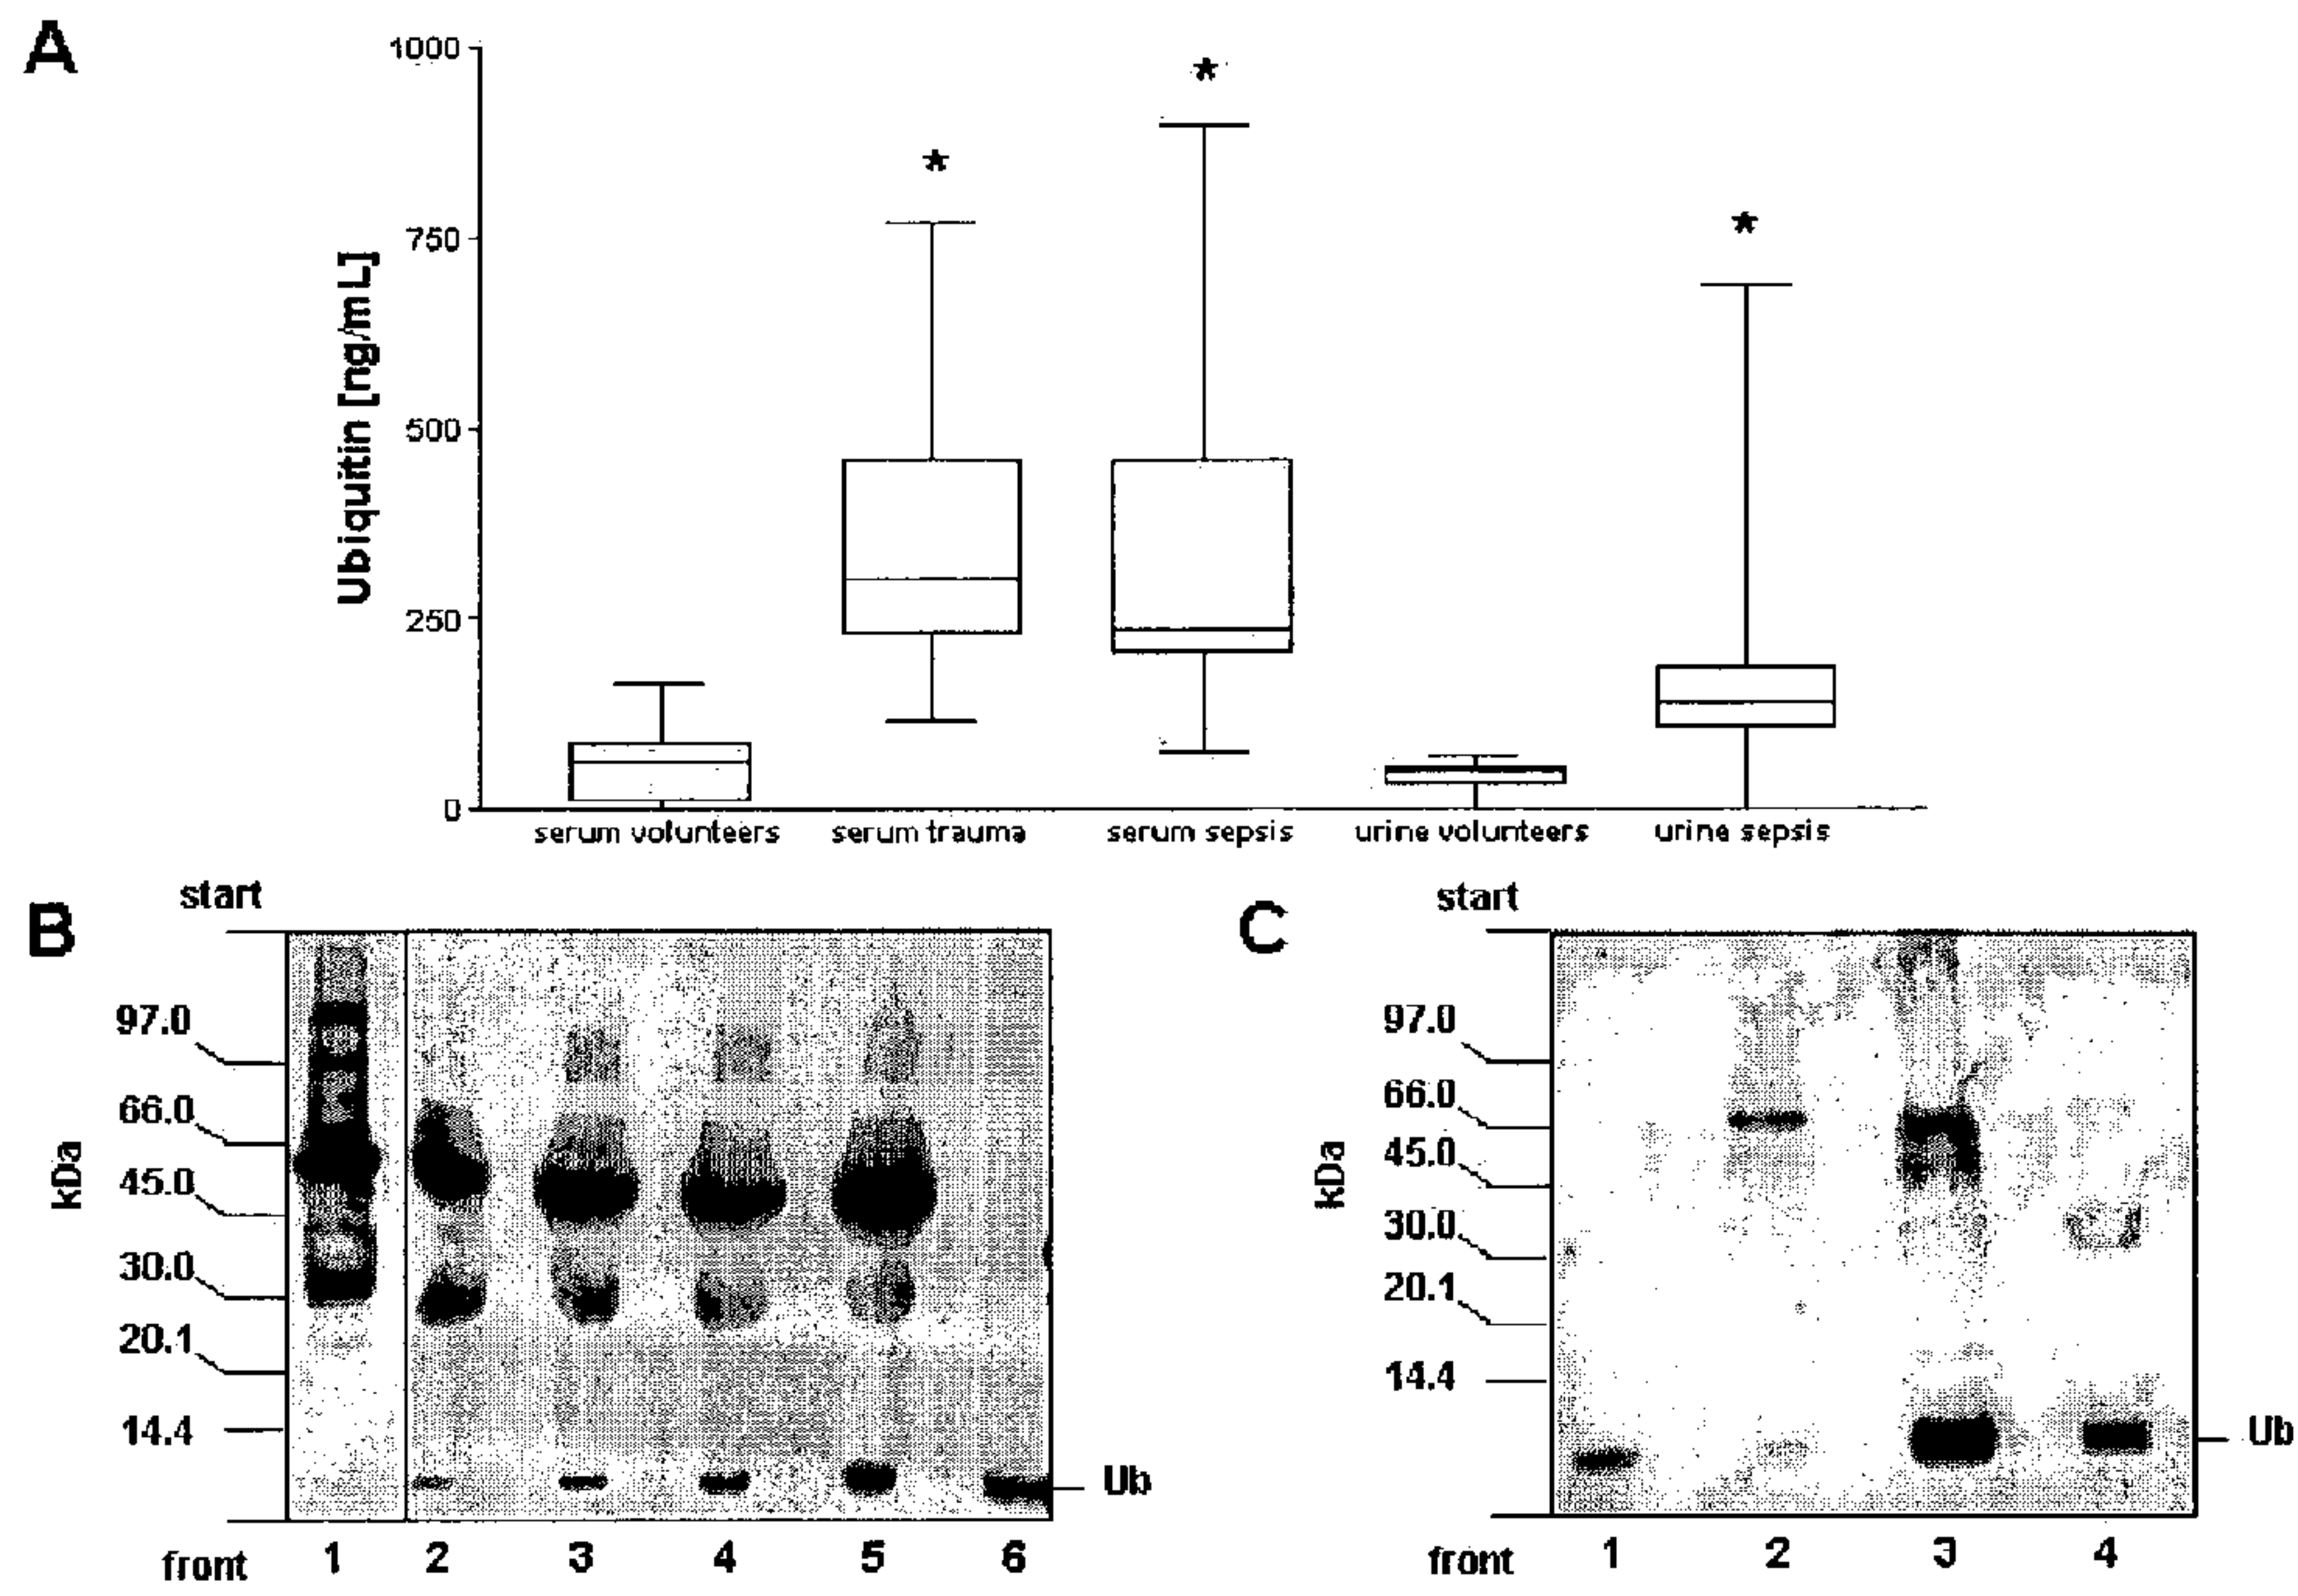 A
1000
*
*
750
*
Ubiquitin [ng/mL]
500
250
0
serum volunteers serum trauma serum sepsis urine volunteers urine sepsis
B
start
97.0
66.0
kDa
45.0
30.0
20.1
14.4
Ub
front 1 2 3 4 5 6
C
start
97.0
66.0
kDa
45.0
30.0
20.1
14.4
Ub
front 1 2 3 4